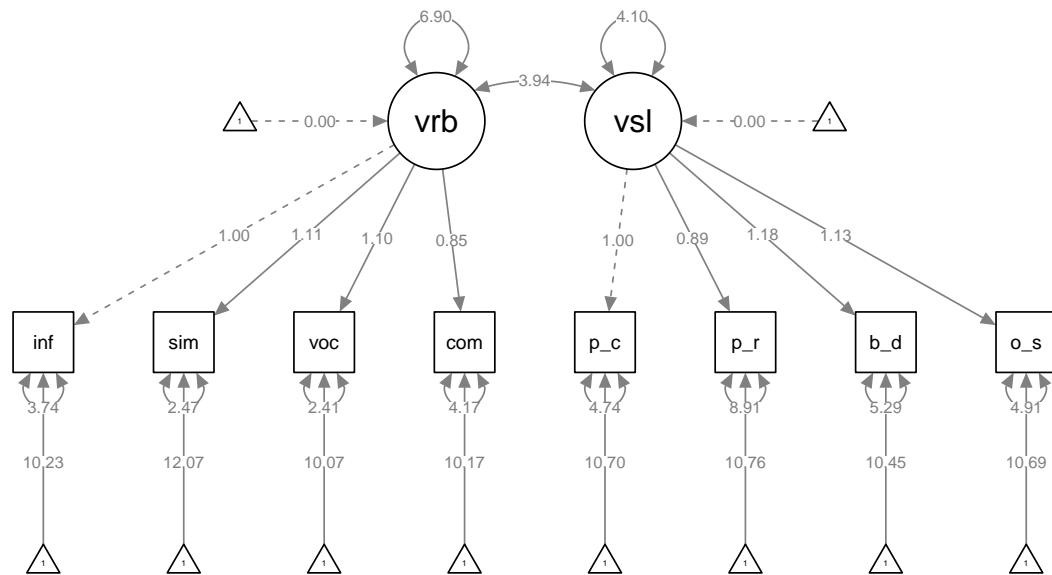 6.90 4.10
3.94
1 0.00 vrb vsl 0.00 1
1.00 1.11 1.10 0.85 1.00 0.89 1.18 1.13
inf sim voc com p_c p_r b_d o_s
3.74 2.47 2.41 4.17 4.74 8.91 5.29 4.91
10.23 12.07 10.07 10.17 10.70 10.76 10.45 10.69
1 1 1 1 1 1 1 1